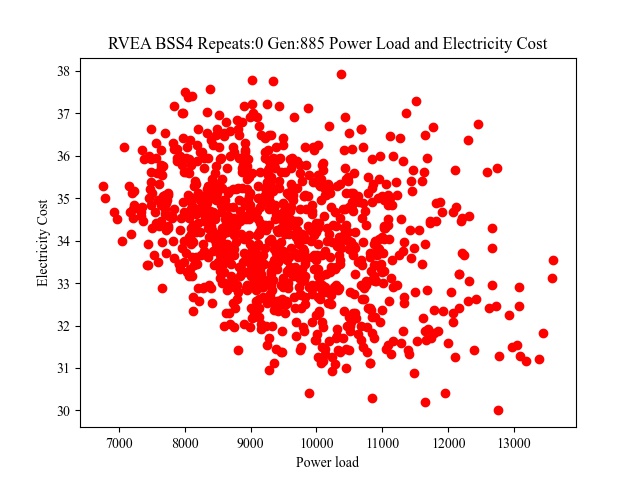 RVEA BSS4 Repeats:0 Gen:885 Power Load and Electricity Cost
38
37
36
35
34
33
32
31
30
Electricity Cost
7000 8000 9000 10000 11000 12000 13000
Power load